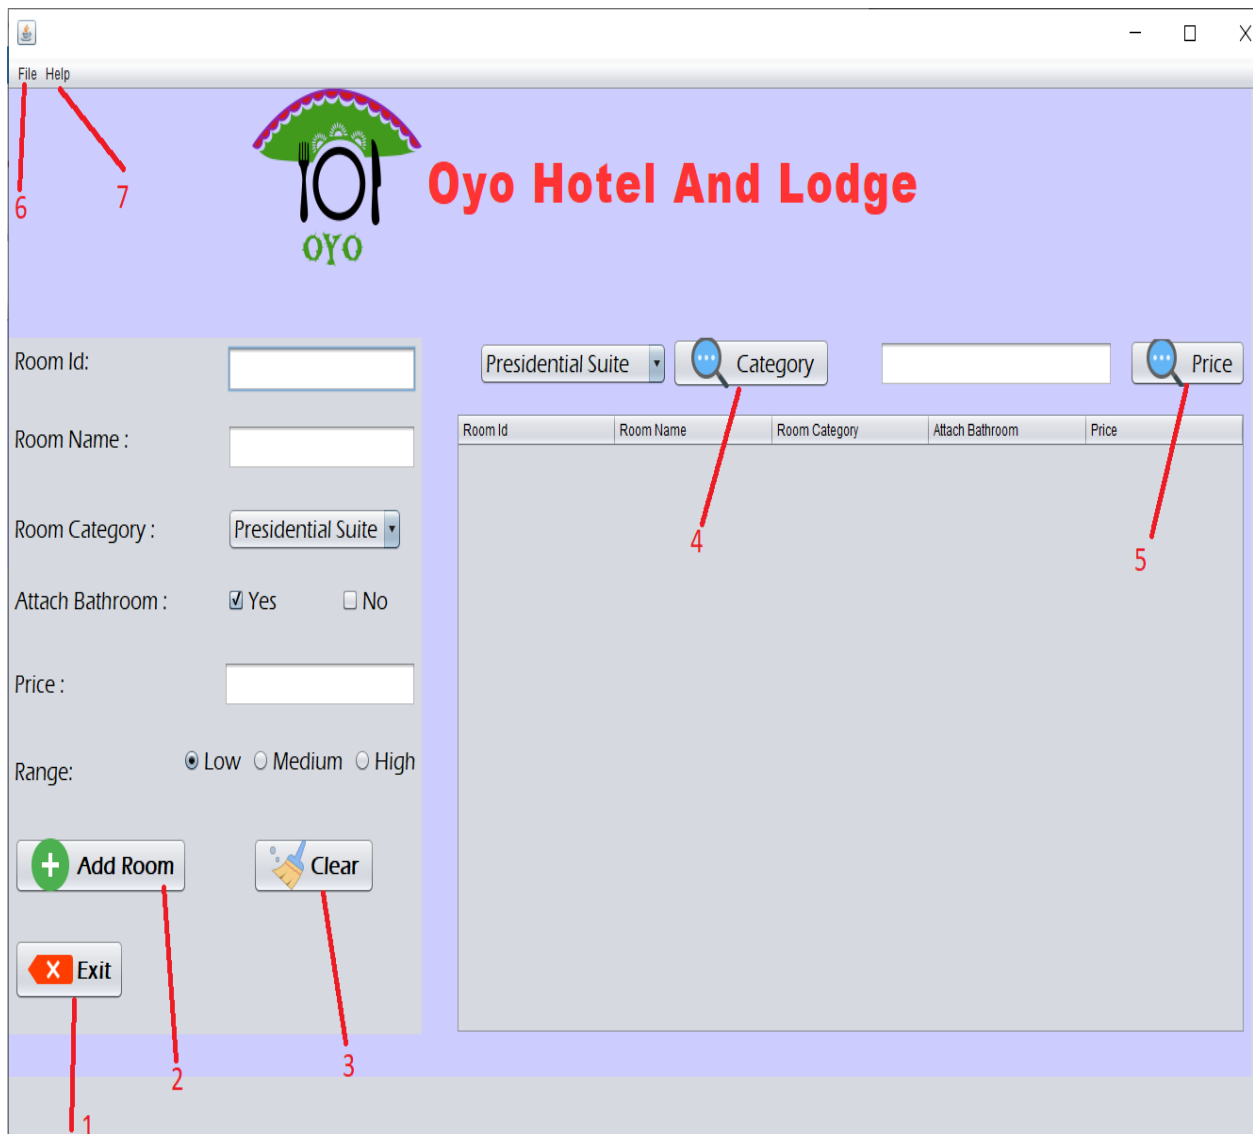 File Help
6
7
Oyo Hotel And Lodge
OYO
Room Id:
Presidential Suite
Category
Price
Room Id Room Name Room Category Attach Bathroom Price
Room Name :
Room Category : Presidential Suite
4
5
Attach Bathroom : Yes No
Price :
Range: Low Medium High
Add Room Clear
Exit
3
2
1